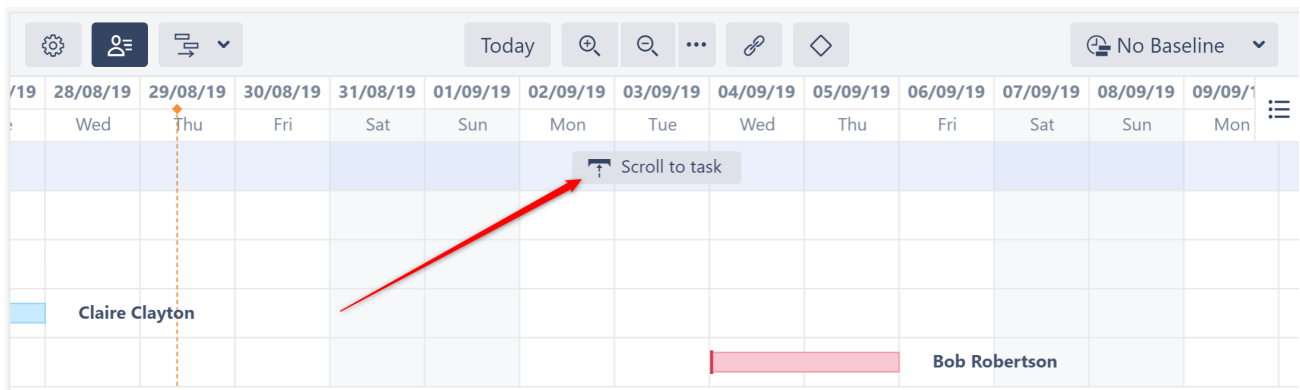 Today ••• No Baseline
/19 28/08/19 29/08/19 30/08/19 31/08/19 01/09/19 02/09/19 03/09/19 04/09/19 05/09/19 06/09/19 07/09/19 08/09/19 09/09/1
Wed Thu Fri Sat Sun Mon Tue Wed Thu Fri Sat Sun Mon
Scroll to task
Claire Clayton
Bob Robertson